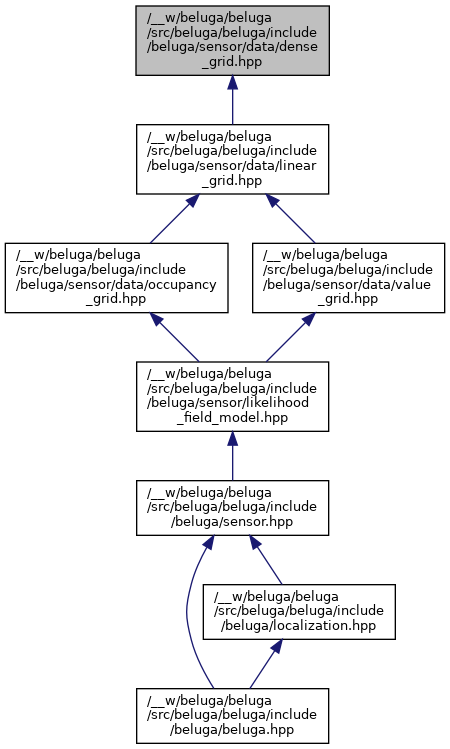 /__w/beluga/beluga
/src/beluga/beluga/include
/beluga/sensor/data/dense
_grid.hpp
/__w/beluga/beluga
/src/beluga/beluga/include
/beluga/sensor/data/linear
_grid.hpp
/__w/beluga/beluga
/src/beluga/beluga/include
/beluga/sensor/data/occupancy
_grid.hpp
/__w/beluga/beluga
/src/beluga/beluga/include
/beluga/sensor/data/value
_grid.hpp
/__w/beluga/beluga
/src/beluga/beluga/include
/beluga/sensor/likelihood
_field_model.hpp
/__w/beluga/beluga
/src/beluga/beluga/include
/beluga/sensor.hpp
/__w/beluga/beluga
/src/beluga/beluga/include
/beluga/localization.hpp
/__w/beluga/beluga
/src/beluga/beluga/include
/beluga/beluga.hpp